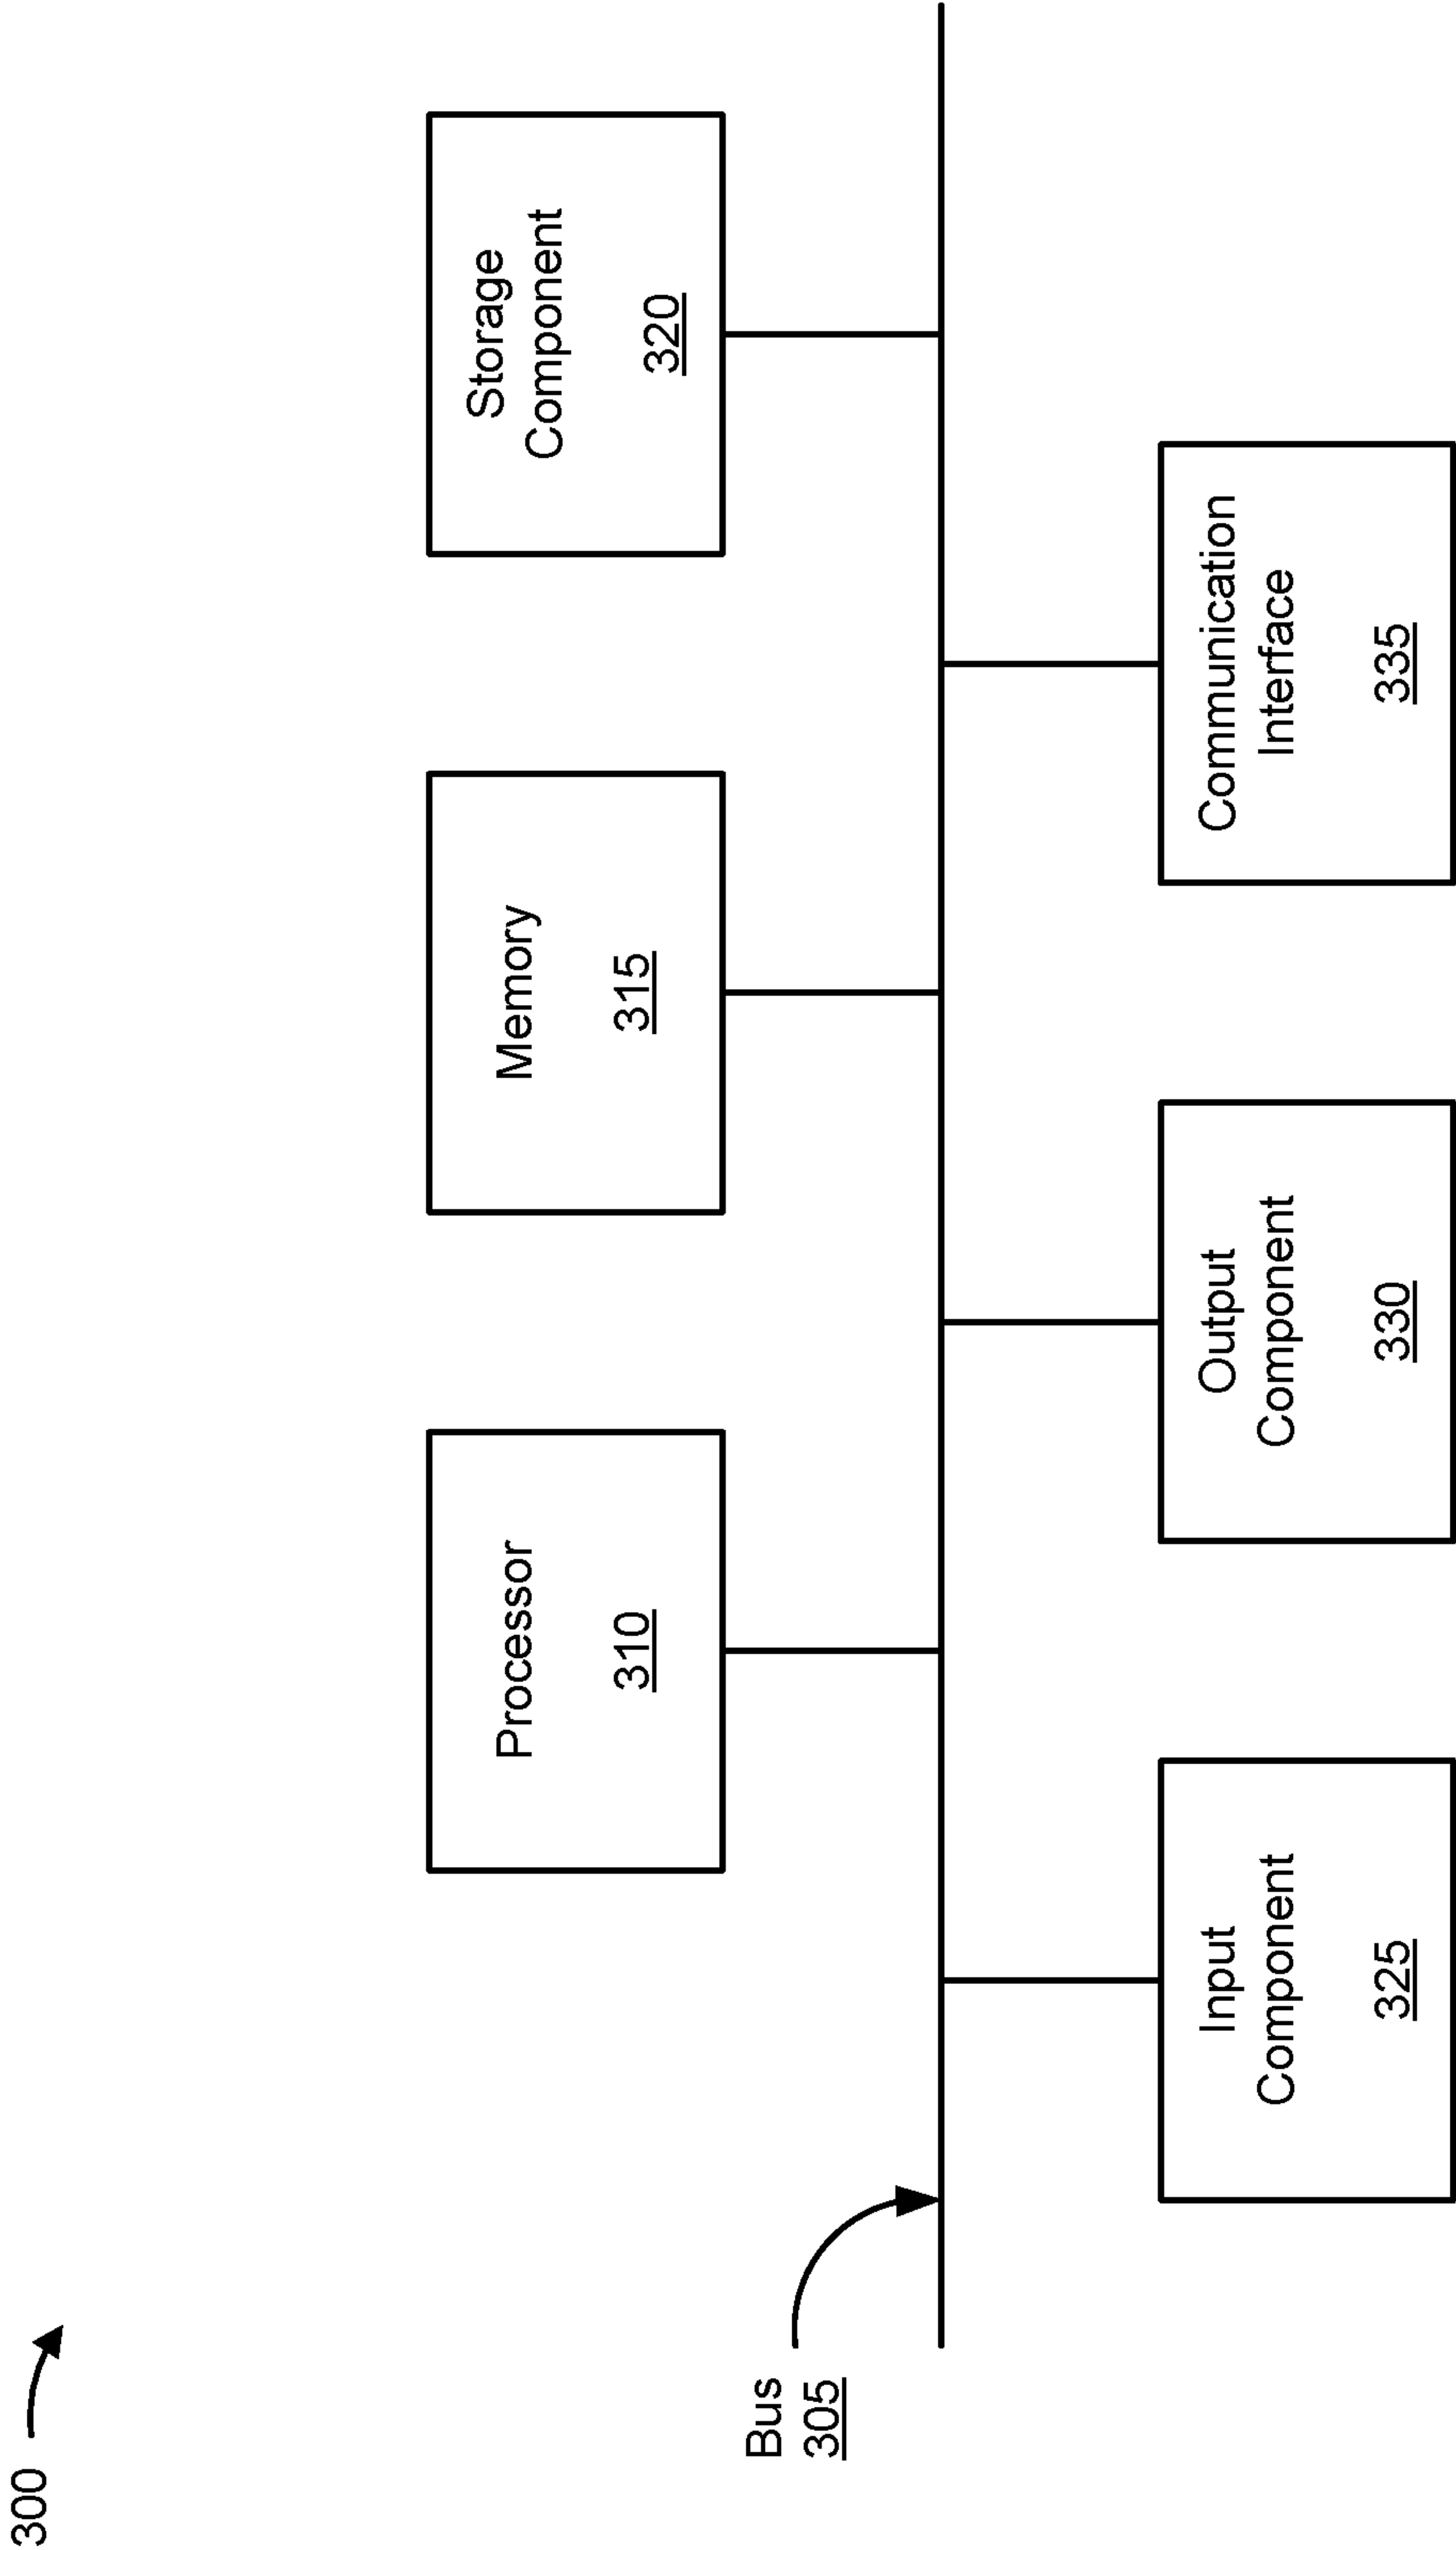 300
Processor
310
Memory
315
Storage
Component
320
Bus
305
Input
Component
325
Output
Component
330
Communication
Interface
335